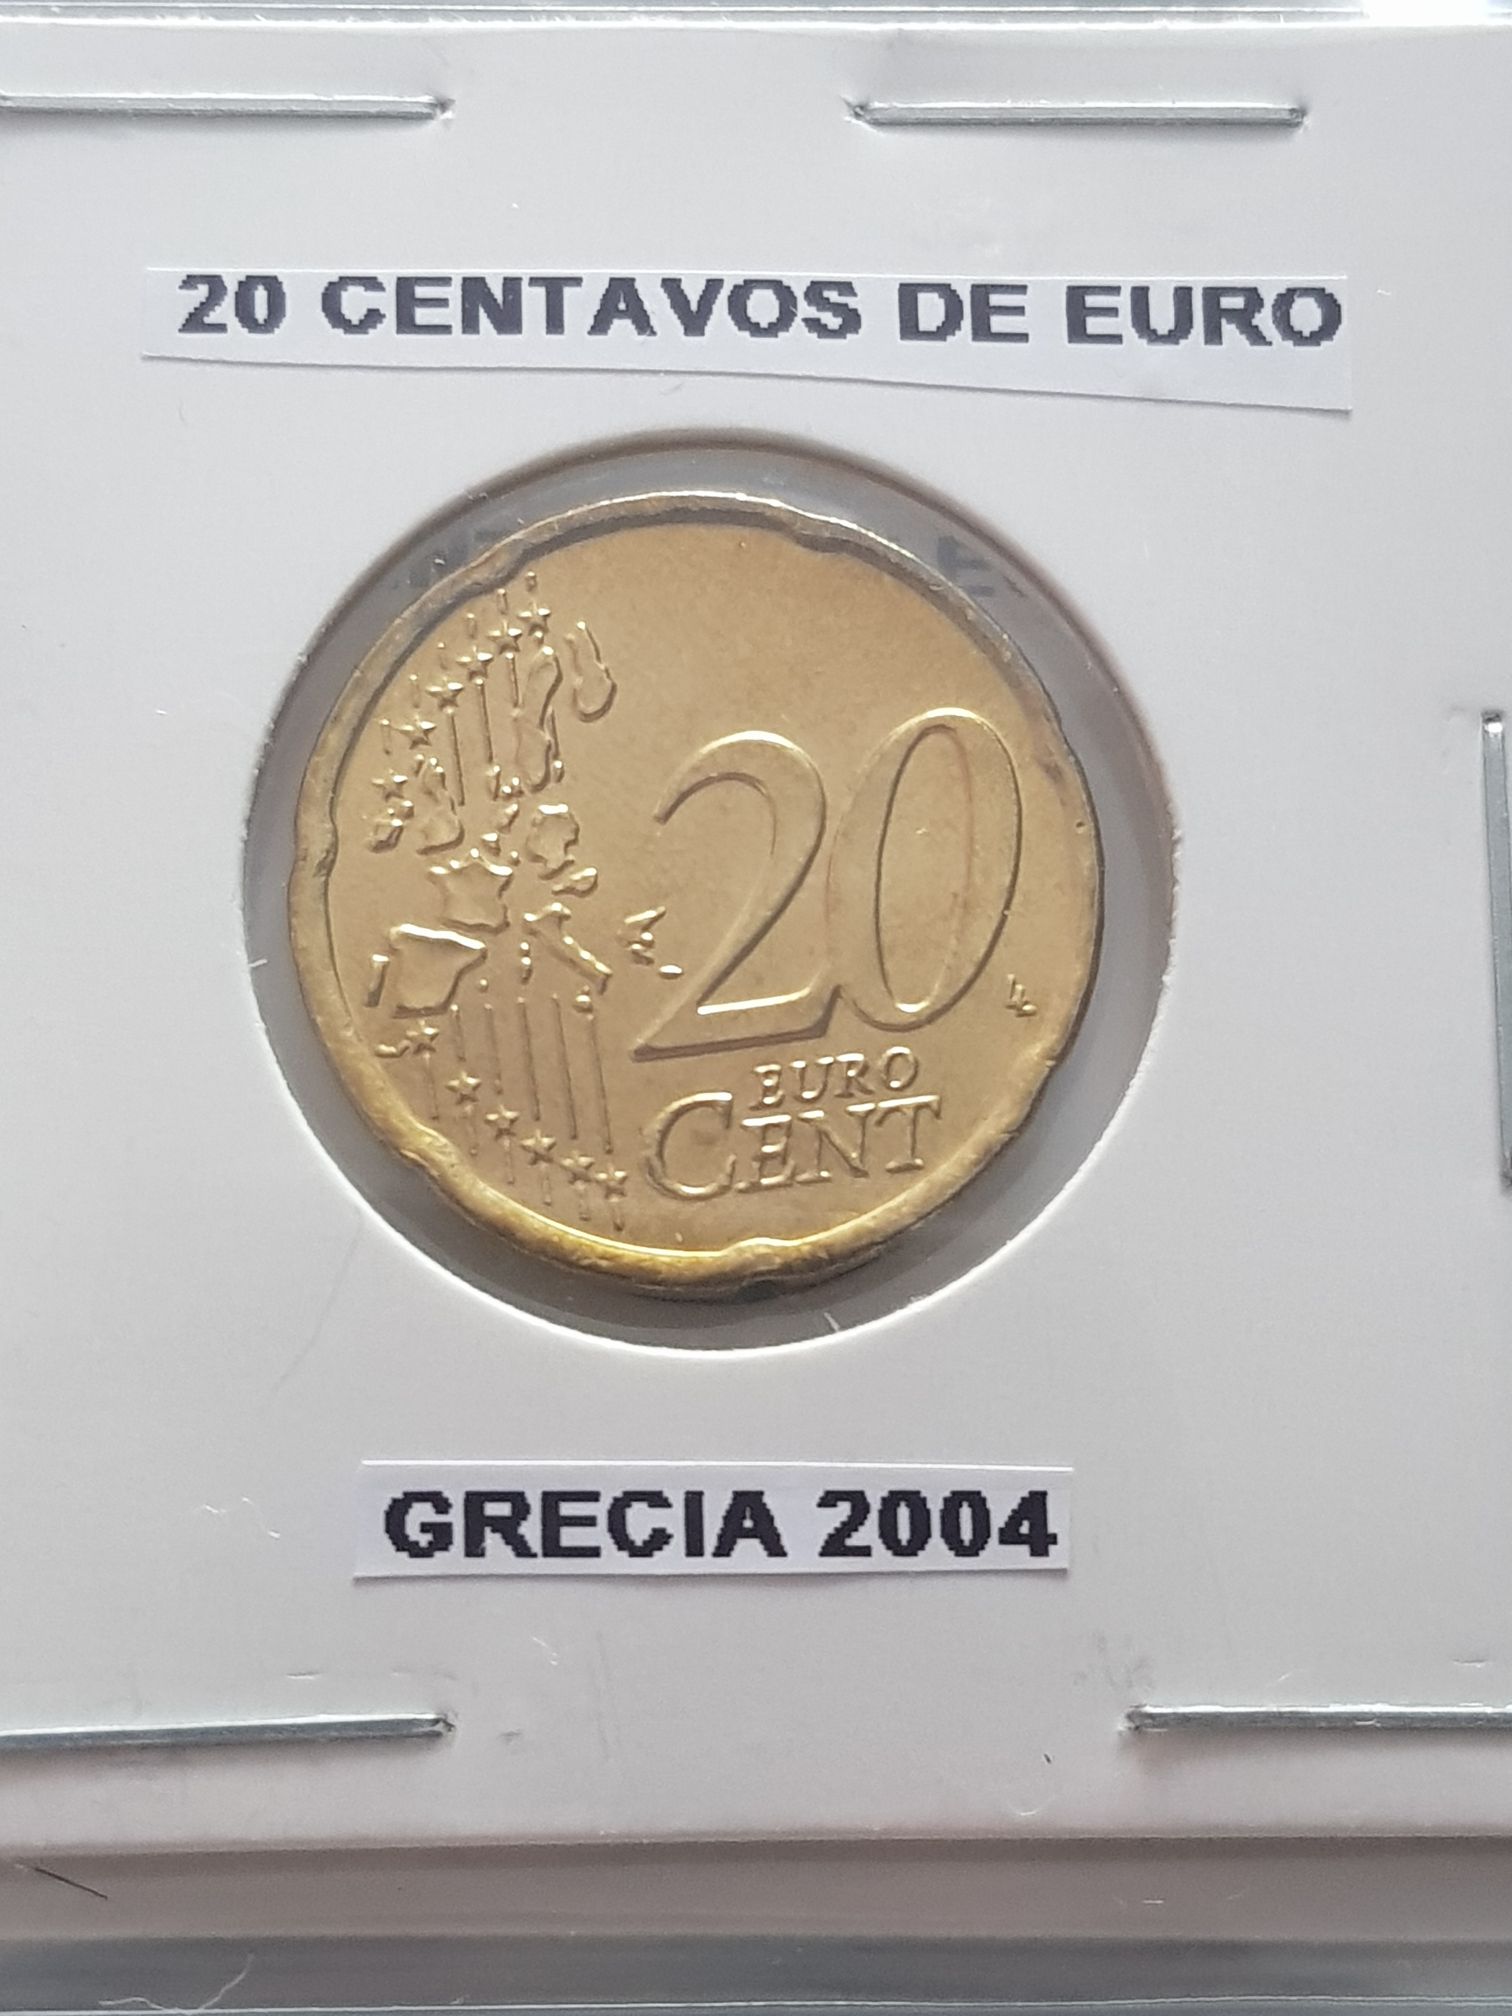 20 CENTAVOS DE EURO
20
EURO
CENT
GRECIA 2004